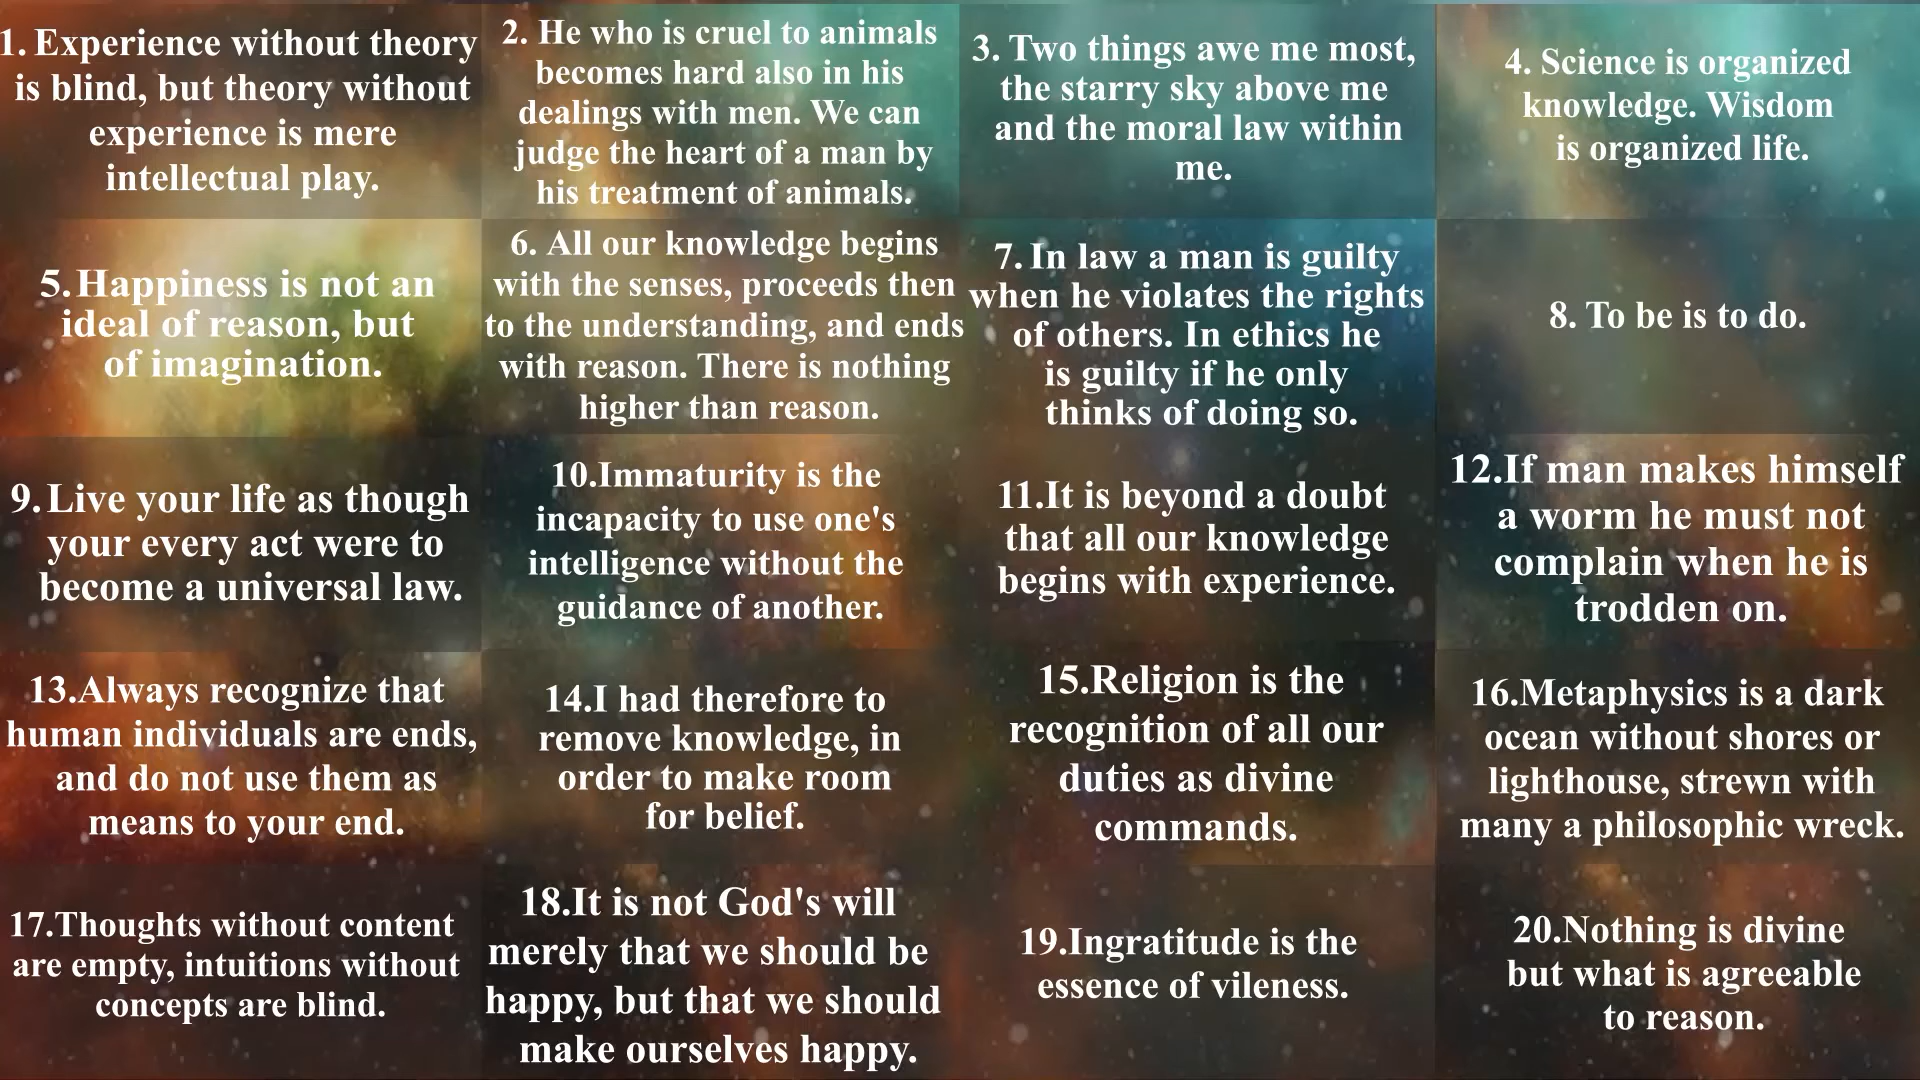 1. Experience without theory
is blind, but theory without
experience is mere
intellectual play.
2. He who is cruel to animals
becomes hard also in his
dealings with men. We can
judge the heart of a man by
his treatment of animals.
3. Two things awe me most,
the starry sky above me
and the moral law within
me.
4. Science is organized
knowledge. Wisdom
is organized life.
5. Happiness is not an
ideal of reason, but
of imagination.
6. All our knowledge begins
with the senses, proceeds then
to the understanding, and ends
with reason. There is nothing
higher than reason.
7. In law a man is guilty
when he violates the rights
of others. In ethics he
is guilty if he only
thinks of doing so.
8. To be is to do.
9. Live your life as though
your every act were to
become a universal law.
10.Immaturity is the
incapacity to use one's
intelligence without the
guidance of another.
11.It is beyond a doubt
that all our knowledge
begins with experience.
12.If man makes himself
a worm he must not
complain when he is
trodden on.
13.Always recognize that
human individuals are ends,
and do not use them as
means to your end.
14.I had therefore to
remove knowledge, in
order to make room
for belief.
15.Religion is the
recognition of all our
duties as divine
commands.
16.Metaphysics is a dark
ocean without shores or
lighthouse, strewn with
many a philosophic wreck.
17.Thoughts without content
are empty, intuitions without
concepts are blind.
18.It is not God's will
merely that we should be
happy, but that we should
make ourselves happy.
19.Ingratitude is the
essence of vileness.
20.Nothing is divine
but what is agreeable
to reason.